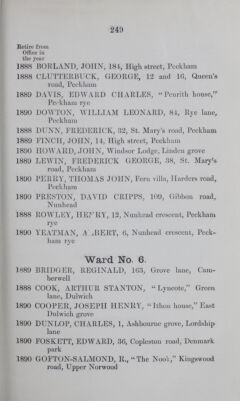 249
Retire from
Office in
the year
1888 BORLAND, JOHN, 184, High street, Peckham
1888 CLUTTERBUCK, GEORGE, 12 and 16, Queen's
road, Peckham
1889 DAVIS, EDWARD CHARLES, "Penrith house,"
Peckham rye
1890 DOWTON, WILLIAM LEONARD, 84, Rye lane,
Peckham
1888 DUNN, FREDERICK, 32, St. Mary's road, Peckham
1889 FINCH, JOHN, 14, High street, Peckham
1890 HOWARD, JOHN, Windsor Lodge, Linden grove
1889 LEWIN, FREDERICK GEORGE, 38, St. Mary's
road, Peckham
1890 PERRY, THOMAS JOHN, Fern villa, Harders road,
Peckham
1890 PRESTON, DAVID CRIPPS, 109, Gibbon road,
Nunhead
1888 ROWLEY, HENRY, 12, Nunhead crescent, Peckham
rye
1890 YEATMAN, A BERT, 6, Nunhead crescent, Peck-
ham rye
Ward No. 6.
1889 BRIDGER, REGINALD, 163, Grove lane, Cam-
berwell
1888 COOK, ARTHUR STANTON, "Lyncote," Green
lane, Dulwich
1890 COOPER, JOSEPH HENRY, "Ithon house," East
Dulwich grove
1890 DUNLOP, CHARLES, 1, Ashbourne grove, Lordship
lane
1890 FOSKETT, EDWARD, 36, Copleston road, Denmark
park
1890 GOFTON-SALMOND, R., "The Nook," Kingswood
road, Upper Norwood